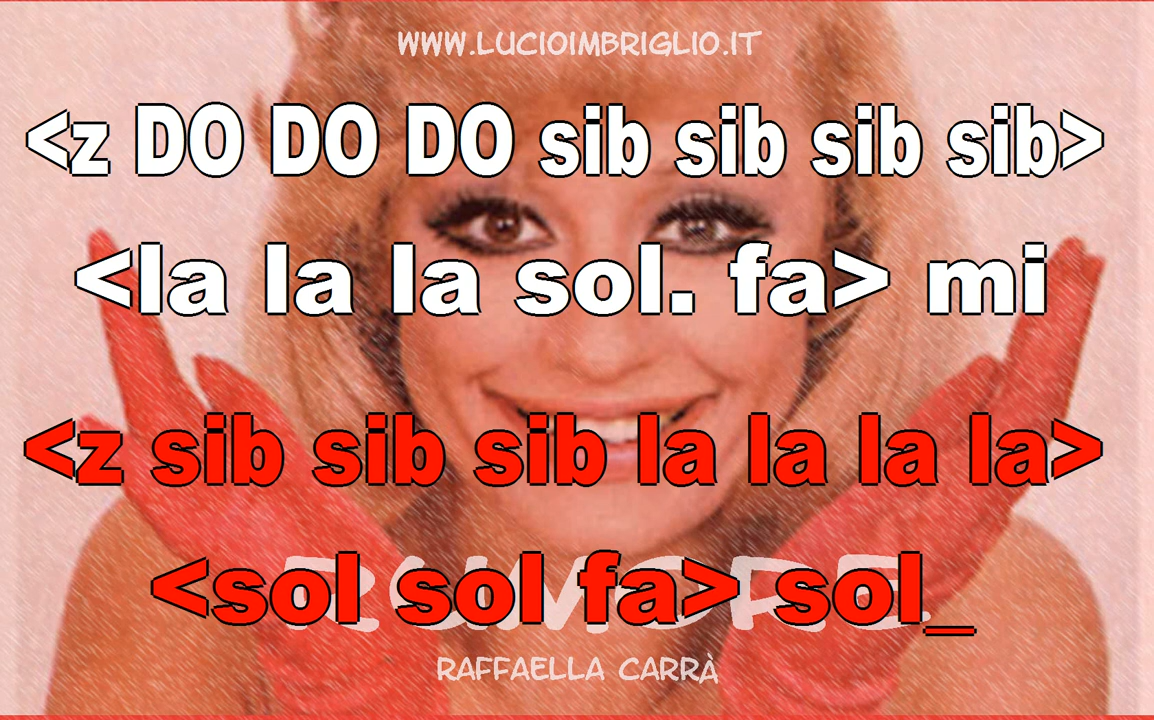 WWW.LUCIOIMBRIGLIO.IT
<z DO DO DO sib sib sib sib>
<la la la sol. fa> mi
<z sib sib sib la la la la>
<sol sol fa> sol_
RUMORE
RAFFAELLA CARRÀ